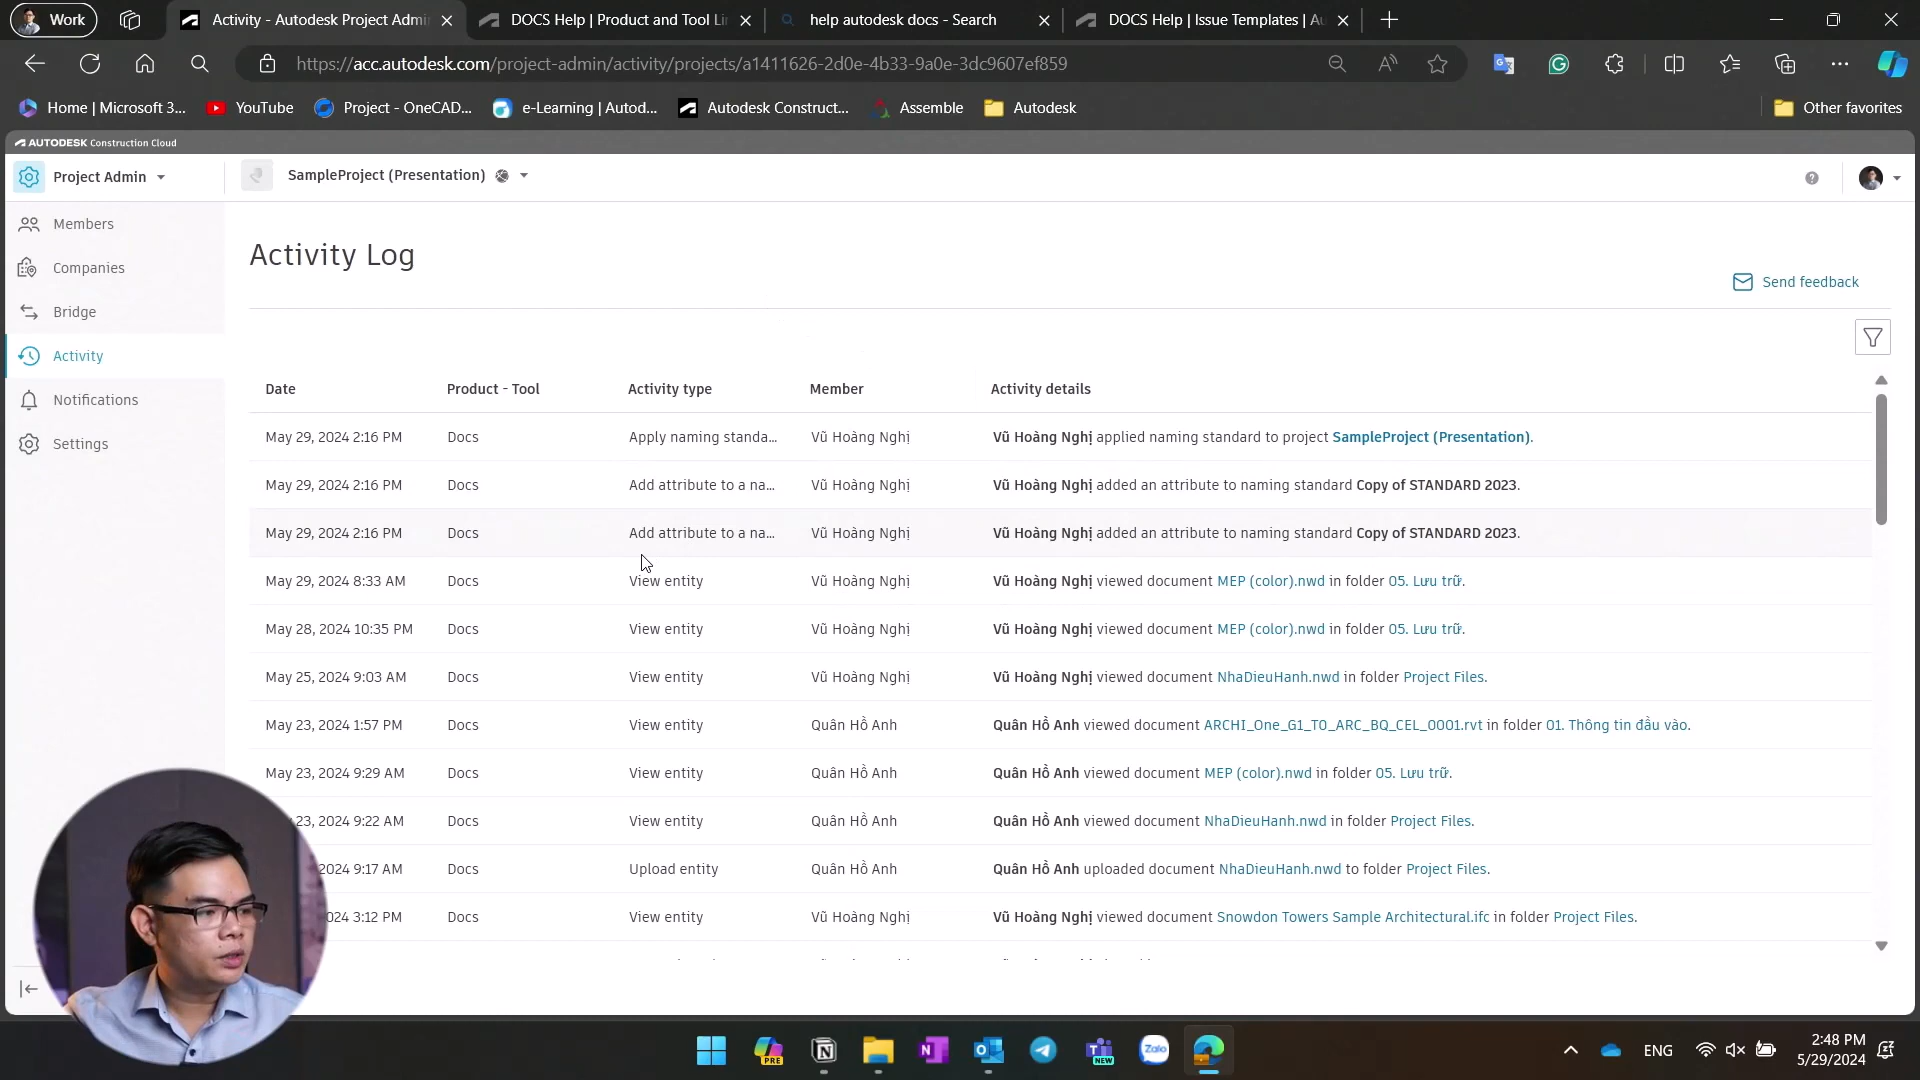 Work
Activity - Autodesk Project Admi
DOCS Help | Product and Tool Li
help autodesk docs - Search
DOCS Help | Issue Templates | Au
https://acc.autodesk.com/project-admin/activity/projects/a1411626-2d0e-4b33-9a0e-3dc9607ef859
Home | Microsoft 3...
YouTube
Project - OneCAD...
e-Learning | Autod...
Autodesk Construct...
Assemble
Autodesk
Other favorites
AUTODESK Construction Cloud
Project Admin
SampleProject (Presentation)
Members
Companies
Bridge
Activity
Notifications
Settings
Activity Log
Send feedback
Date Product - Tool Activity type Member Activity details
May 29, 2024 2:16 PM Docs Apply naming standa... Vũ Hoàng Nghị Vũ Hoàng Nghị applied naming standard to project SampleProject (Presentation).
May 29, 2024 2:16 PM Docs Add attribute to a na... Vũ Hoàng Nghị Vũ Hoàng Nghị added an attribute to naming standard Copy of STANDARD 2023.
May 29, 2024 2:16 PM Docs Add attribute to a na... Vũ Hoàng Nghị Vũ Hoàng Nghị added an attribute to naming standard Copy of STANDARD 2023.
May 29, 2024 8:33 AM Docs View entity Vũ Hoàng Nghị Vũ Hoàng Nghị viewed document MEP (color).nwd in folder 05. Lưu trữ.
May 28, 2024 10:35 PM Docs View entity Vũ Hoàng Nghị Vũ Hoàng Nghị viewed document MEP (color).nwd in folder 05. Lưu trữ.
May 25, 2024 9:03 AM Docs View entity Vũ Hoàng Nghị Vũ Hoàng Nghị viewed document NhaDieuHanh.nwd in folder Project Files.
May 23, 2024 1:57 PM Docs View entity Quân Hồ Anh Quân Hồ Anh viewed document ARCHI_One_G1_T0_ARC_BQ_CEL_0001.rvt in folder 01. Thông tin đầu vào.
May 23, 2024 9:29 AM Docs View entity Quân Hồ Anh Quân Hồ Anh viewed document MEP (color).nwd in folder 05. Lưu trữ.
23, 2024 9:22 AM Docs View entity Quân Hồ Anh Quân Hồ Anh viewed document NhaDieuHanh.nwd in folder Project Files.
2024 9:17 AM Docs Upload entity Quân Hồ Anh Quân Hồ Anh uploaded document NhaDieuHanh.nwd to folder Project Files.
024 3:12 PM Docs View entity Vũ Hoàng Nghị Vũ Hoàng Nghị viewed document Snowdon Towers Sample Architectural.ifc in folder Project Files.
PRE
NEW
Zalo
ENG
2:48 PM
5/29/2024